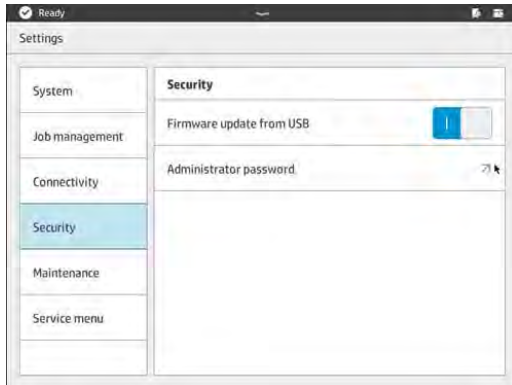 Ready
Settings
System
Job management
Connectivity
Security
Maintenance
Service menu
Security
Firmware update from USB
Administrator password